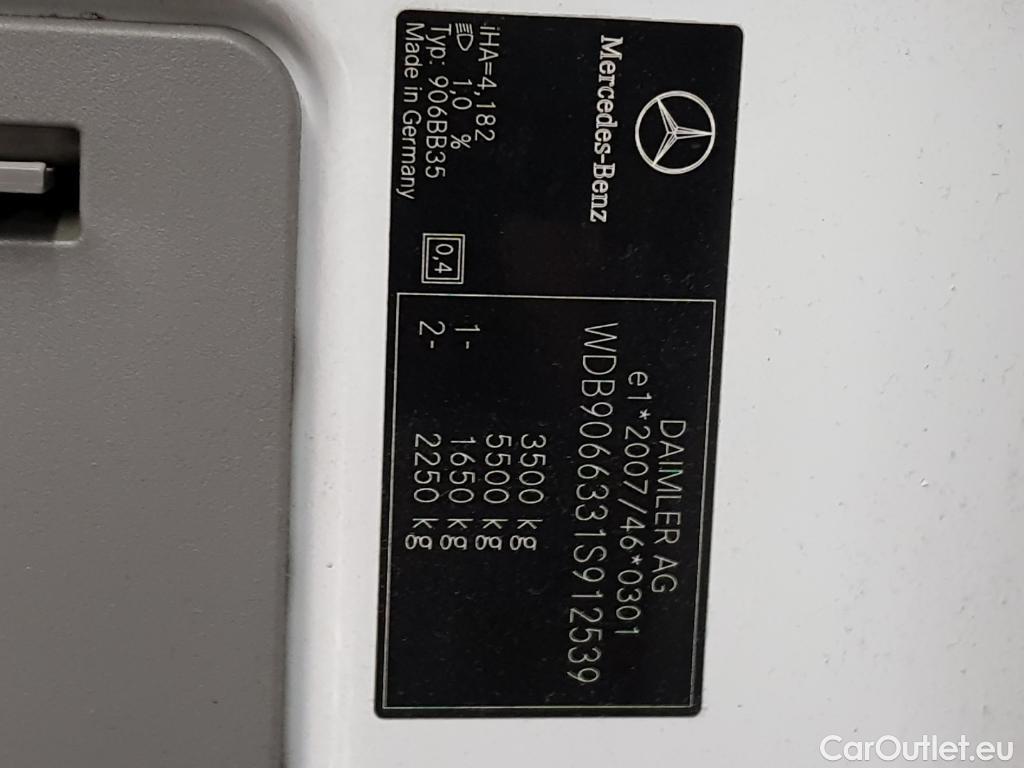 Mercedes-Benz
iHA=4,182
1,0 %
Typ: 906BB35
Made in Germany
0,4
DAIMLER AG
e1*2007/46*0301
WDB9066331S912539
3500 kg
5500 kg
1- 1650 kg
2- 2250 kg
CarOutlet.eu